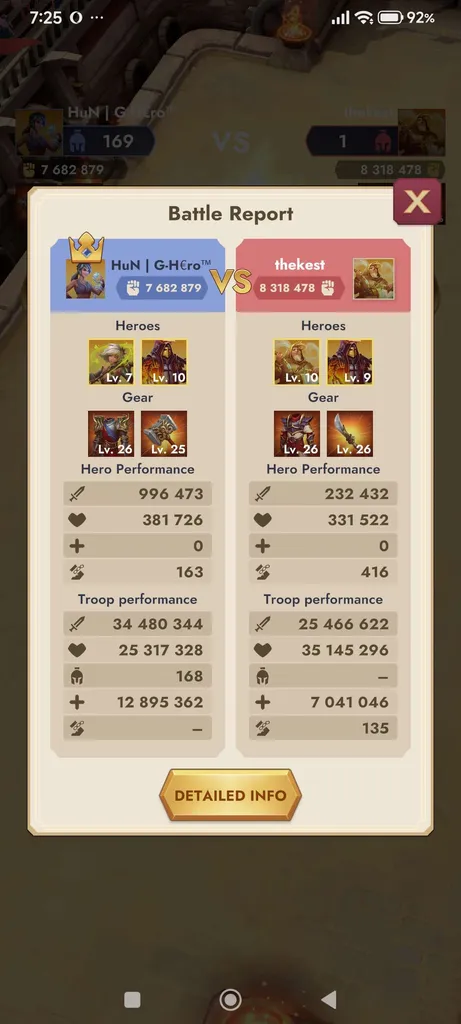 7:25 O ...
92%
HuN | G-H€ro™
169
VS
1
7 682 879
8 318 478
Battle Report
X
HuN | G-H€ro™
7 682 879
VS
thekest
8 318 478
Heroes
Heroes
Lv. 7
Lv. 10
Lv. 10
Lv. 9
Gear
Gear
Lv. 26
Lv. 25
Lv. 26
Lv. 26
Hero Performance
Hero Performance
996 473
232 432
381 726
331 522
0
0
163
416
Troop performance
Troop performance
34 480 344
25 466 622
25 317 328
35 145 296
168
–
12 895 362
7 041 046
–
135
DETAILED INFO